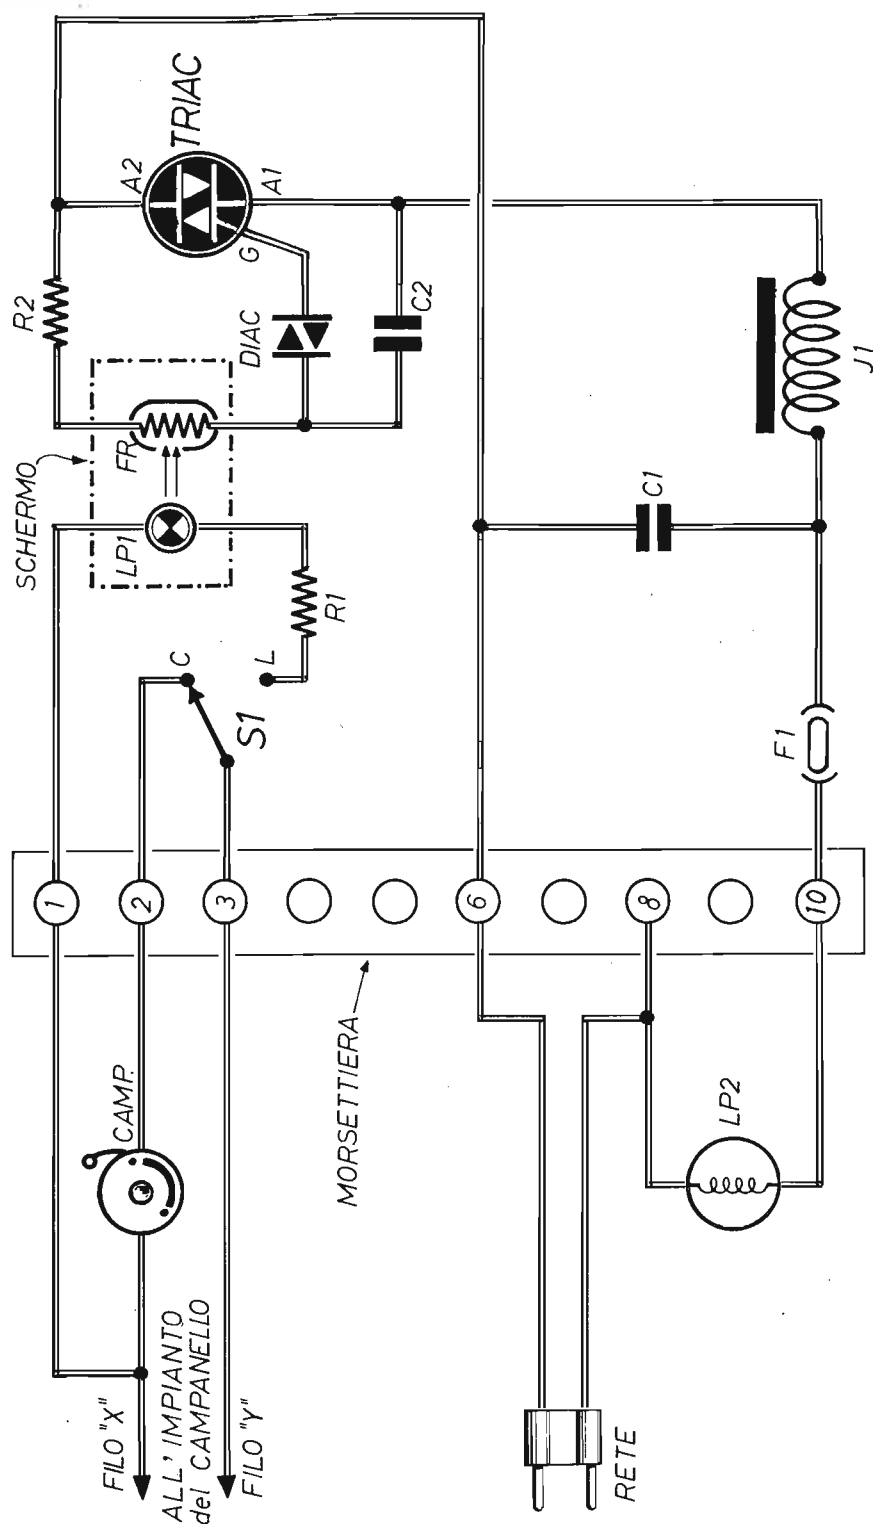 FILO "X"
ALL' IMPIANTO
del CAMPANELLO
FILO "Y"
CAMP.
RETE
MORSETTIERA
LP2
1
2
3
6
8
10
S1
C
L
R1
F1
SCHERMO
LP1
FR
R2
DIAC
C2
C1
J1
A2
TRIAC
A1
G